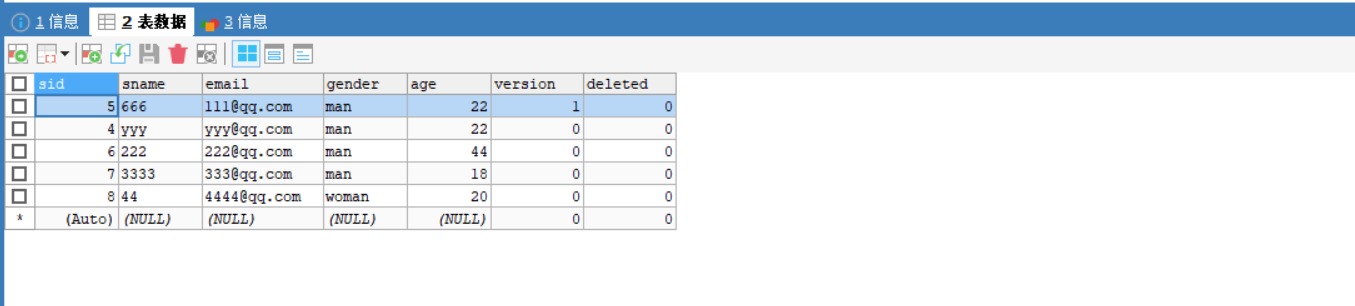 1 信息 2 表数据 3 信息
sid sname email gender age version deleted
5 666 111@qq.com man 22 1 0
4 yyy yyy@qq.com man 22 0 0
6 222 222@qq.com man 44 0 0
7 3333 333@qq.com man 18 0 0
8 44 4444@qq.com woman 20 0 0
* (Auto) (NULL) (NULL) (NULL) (NULL) 0 0